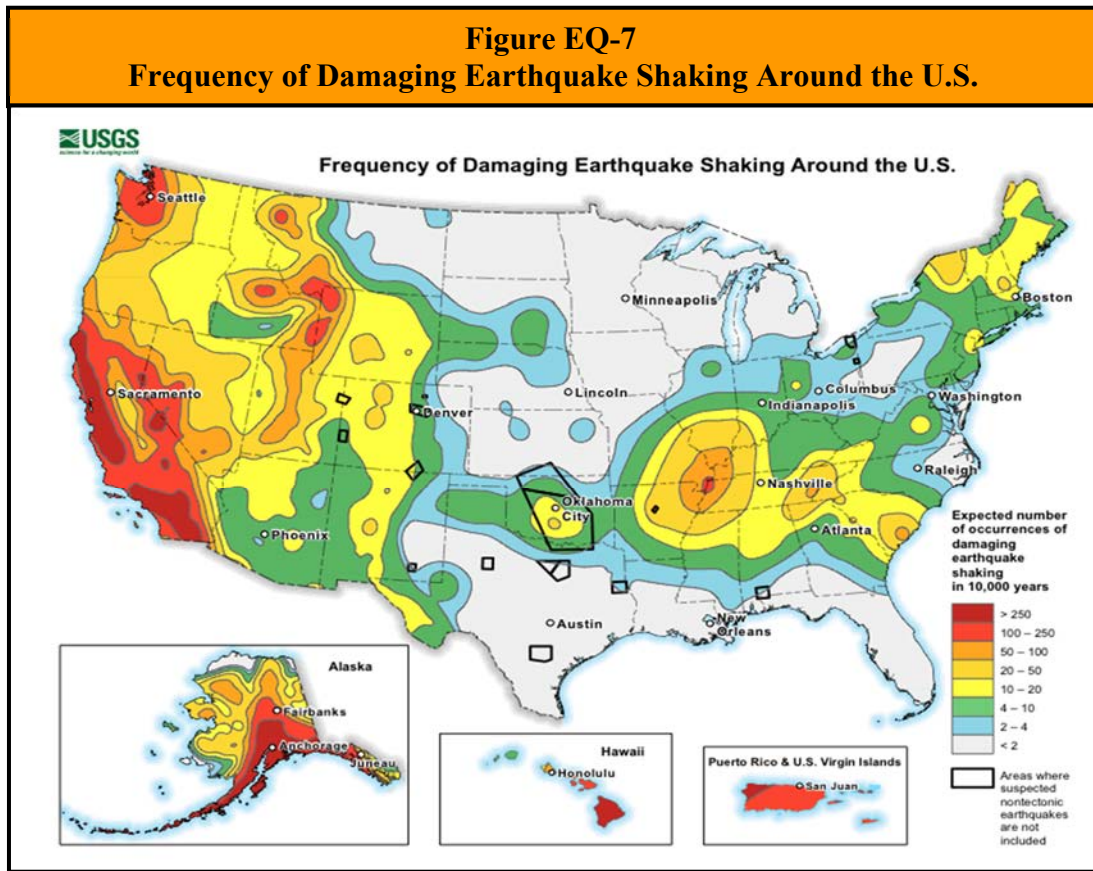 Figure EQ-7
Frequency of Damaging Earthquake Shaking Around the U.S.
USGS
science for a changing world
Frequency of Damaging Earthquake Shaking Around the U.S.
Seattle
Minneapolis
Boston
Sacramento
Denver
Lincoln
Columbus
Indianapolis
Washington
Raleigh
Nashville
Oklahoma
City
Phoenix
Atlanta
Austin
New
Orleans
Expected number
of occurrences of
damaging
earthquake
shaking
in 10,000 years
> 250
100 – 250
50 – 100
20 – 50
10 – 20
4 – 10
2 – 4
< 2
Areas where
suspected
nontectonic
earthquakes
are not
included
Alaska
Fairbanks
Anchorage
Juneau
Hawaii
Honolulu
Puerto Rico & U.S. Virgin Islands
San Juan